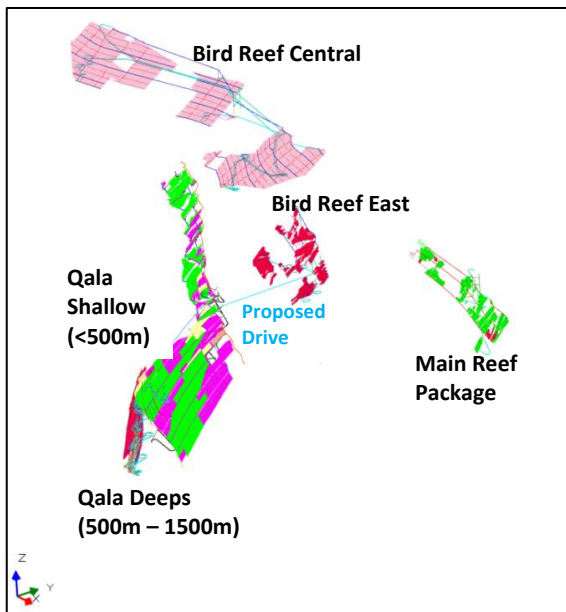 Bird Reef Central
Bird Reef East
Qala
Shallow
(<500m)
Proposed
Drive
Main Reef
Package
Qala Deeps
(500m – 1500m)
Z
Y
X